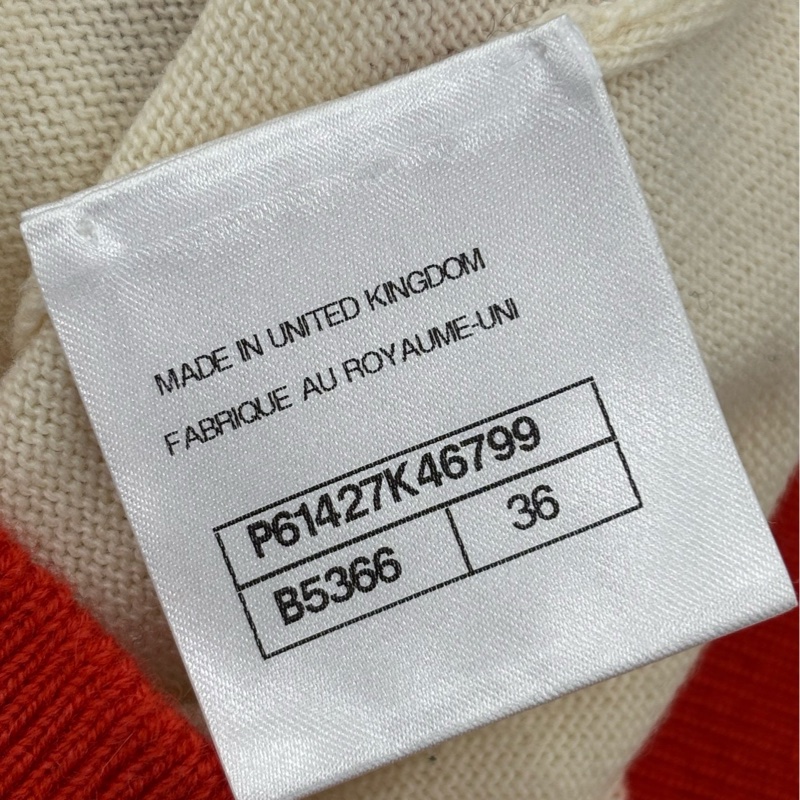 MADE IN UNITED KINGDOM
FABRIQUE AU ROYAUME-UNI
P61427K46799
B5366 36